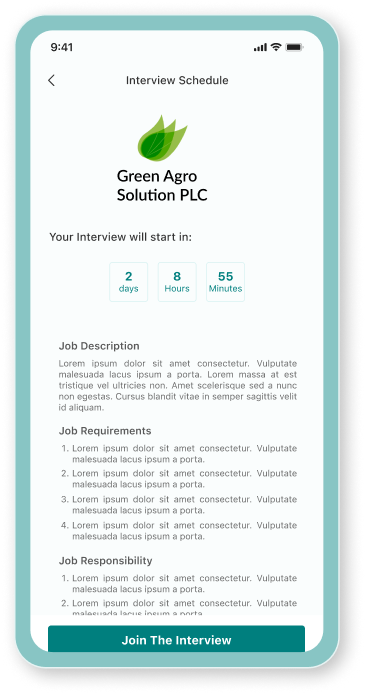 9:41
Interview Schedule
Green Agro
Solution PLC
Your Interview will start in:
2 8 55
days Hours Minutes
Job Description
Lorem ipsum dolor sit amet consectetur. Vulputate
malesuada lacus ipsum a porta. Lorem massa at est
tristique vel ultricies non. Amet scelerisque sed a nunc
non egestas. Cursus blandit vitae in semper sagittis velit
id aliquam.
Job Requirements
1. Lorem ipsum dolor sit amet consectetur. Vulputate
malesuada lacus ipsum a porta.
2. Lorem ipsum dolor sit amet consectetur. Vulputate
malesuada lacus ipsum a porta.
3. Lorem ipsum dolor sit amet consectetur. Vulputate
malesuada lacus ipsum a porta.
4. Lorem ipsum dolor sit amet consectetur. Vulputate
malesuada lacus ipsum a porta.
Job Responsibility
1. Lorem ipsum dolor sit amet consectetur. Vulputate
malesuada lacus ipsum a porta.
2. Lorem ipsum dolor sit amet consectetur. Vulputate
malesuada lacus ipsum a porta.
Join The Interview